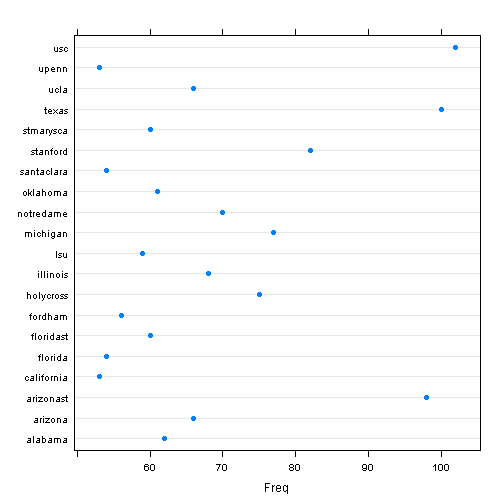 usc
upenn
ucla
texas
stmarysca
stanford
santaclara
oklahoma
notredame
michigan
lsu
illinois
holycross
fordham
floridast
florida
california
arizonast
arizona
alabama
60 70 80 90 100
Freq